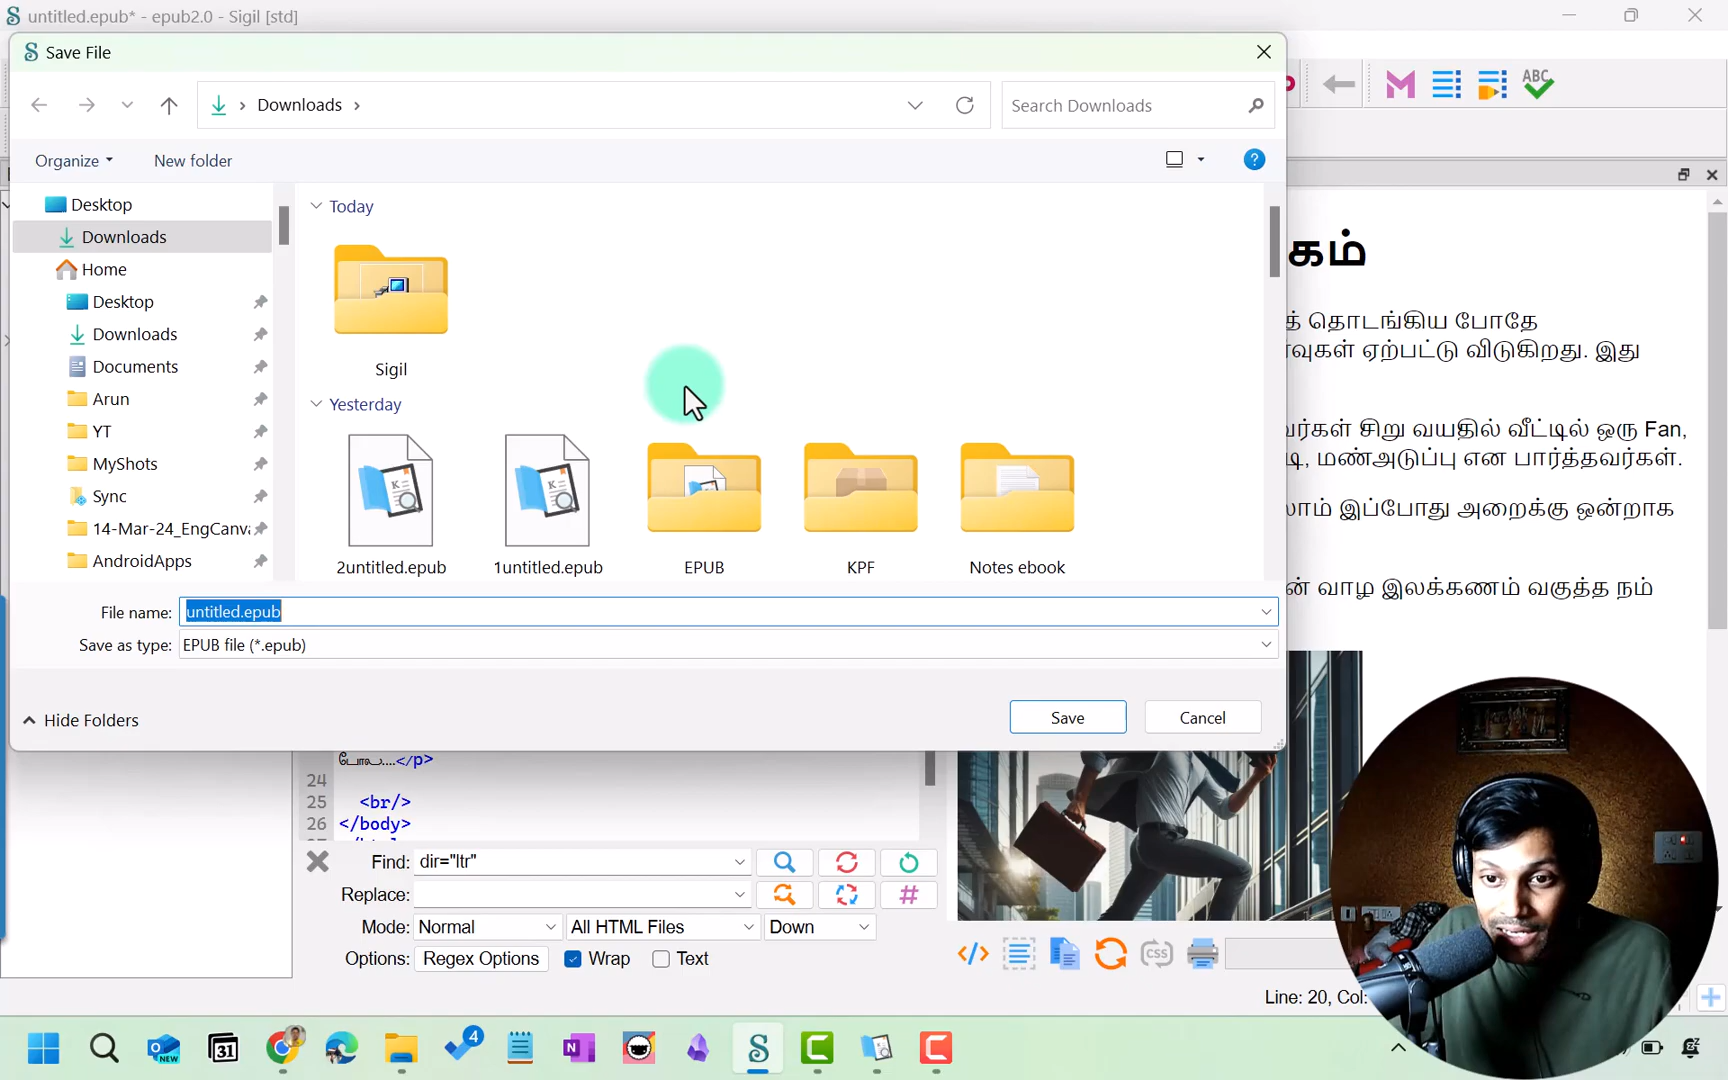 untitled.epub* - epub2.0 - Sigil [std]
Save File
Downloads
Search Downloads
Organize
New folder
Desktop
Downloads
Home
Desktop
Downloads
Documents
Arun
YT
MyShots
Sync
14-Mar-24_EngCanv
AndroidApps
Today
Sigil
Yesterday
2untitled.epub
1untitled.epub
EPUB
KPF
Notes ebook
File name: untitled.epub
Save as type: EPUB file (*.epub)
Hide Folders
Save
Cancel
ABC
கம்
த் தொடங்கிய போதே
ர்வுகள் ஏற்பட்டு விடுகிறது. இது
வர்கள் சிறு வயதில் வீட்டில் ஒரு Fan,
டி, மண்அடுப்பு என பார்த்தவர்கள்.
லாம் இப்போது அறைக்கு ஒன்றாக
ன் வாழ இலக்கணம் வகுத்த நம்
போல....</p>
24
25 <br/>
26 </body>
Find: dir="ltr"
Replace:
Mode: Normal All HTML Files Down
Options: Regex Options Wrap Text
CSS
Line: 20, Col:
NEW
31
4